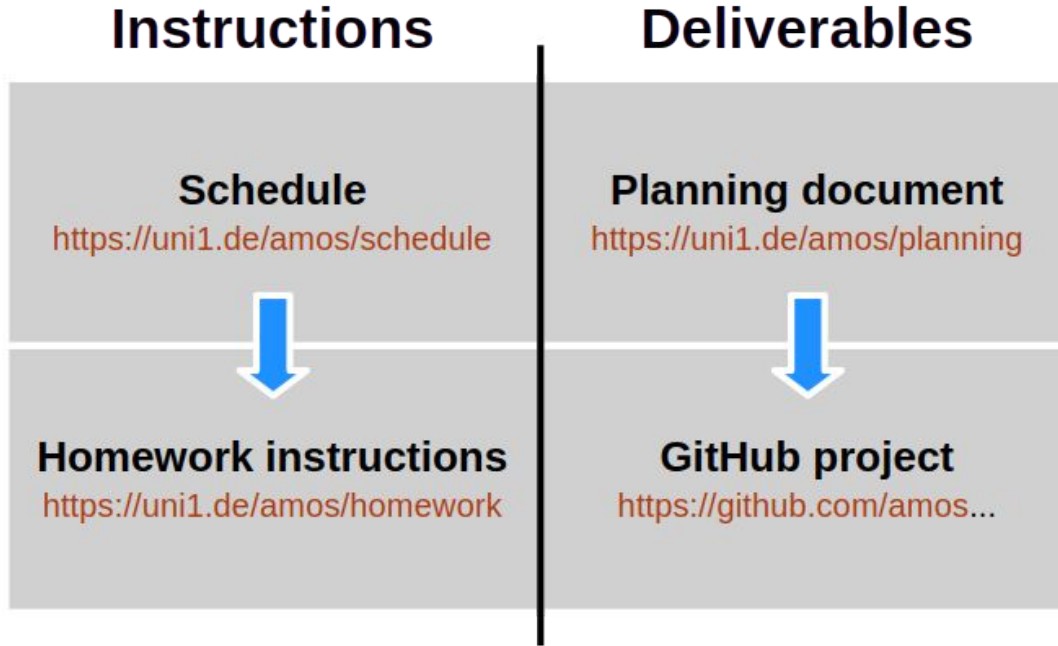 Instructions
Deliverables
Schedule
https://uni1.de/amos/schedule
Planning document
https://uni1.de/amos/planning
Homework instructions
https://uni1.de/amos/homework
GitHub project
https://github.com/amos...